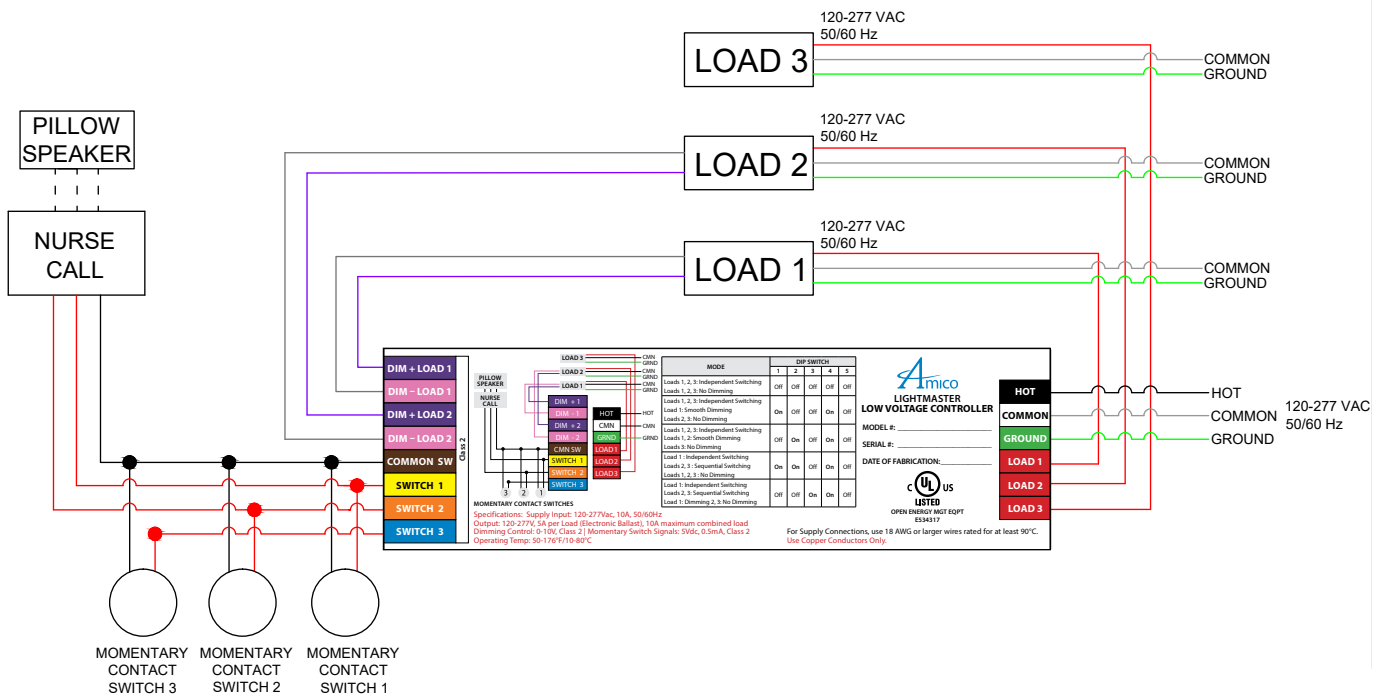 120-277 VAC
50/60 Hz
LOAD 3
COMMON
GROUND
PILLOW
SPEAKER
120-277 VAC
50/60 Hz
LOAD 2
COMMON
GROUND
NURSE
CALL
120-277 VAC
50/60 Hz
LOAD 1
COMMON
GROUND
DIM + LOAD 1
DIM – LOAD 1
DIM + LOAD 2
DIM – LOAD 2
COMMON SW
SWITCH 1
SWITCH 2
SWITCH 3
Class 2
LOAD 3
CMN
GRND
LOAD 2
CMN
GRND
LOAD 1
CMN
GRND
PILLOW
SPEAKER
NURSE
CALL
DIM + 1
DIM - 1
DIM + 2
DIM - 2
CMN SW
SWITCH 1
SWITCH 2
SWITCH 3
HOT
CMN
GRND
LOAD1
LOAD2
LOAD3
HOT
CMN
GRND
3 2 1
MOMENTARY CONTACT SWITCHES
Specifications: Supply Input: 120-277Vac, 10A, 50/60Hz
Output: 120-277V, 5A per Load (Electronic Ballast), 10A maximum combined load
Dimming Control: 0-10V, Class 2 | Momentary Switch Signals: 5Vdc, 0.5mA, Class 2
Operating Temp: 50-176°F/10-80°C
MODE DIP SWITCH
1 2 3 4 5
Loads 1, 2, 3: Independent Switching
Loads 1, 2, 3: No Dimming
Off Off Off Off Off
Loads 1, 2, 3: Independent Switching
Load 1: Smooth Dimming
Loads 2, 3: No Dimming
On Off Off On Off
Loads 1, 2, 3: Independent Switching
Loads 1, 2: Smooth Dimming
Loads 3: No Dimming
Off On Off On Off
Load 1 : Independent Switching
Loads 2, 3 : Sequential Switching
Loads 1, 2, 3 : No Dimming
On On Off On Off
Load 1: Independent Switching
Loads 2, 3: Sequential Switching
Load 1: Dimming 2, 3: No Dimming
Off Off On On Off
Amico
LIGHTMASTER
LOW VOLTAGE CONTROLLER
MODEL #:
SERIAL #:
DATE OF FABRICATION:
C UL US
LISTED
OPEN ENERGY MGT EQPT
E534317
For Supply Connections, use 18 AWG or larger wires rated for at least 90°C.
Use Copper Conductors Only.
HOT
COMMON
GROUND
LOAD 1
LOAD 2
LOAD 3
HOT
COMMON
GROUND
120-277 VAC
50/60 Hz
MOMENTARY
CONTACT
SWITCH 3
MOMENTARY
CONTACT
SWITCH 2
MOMENTARY
CONTACT
SWITCH 1